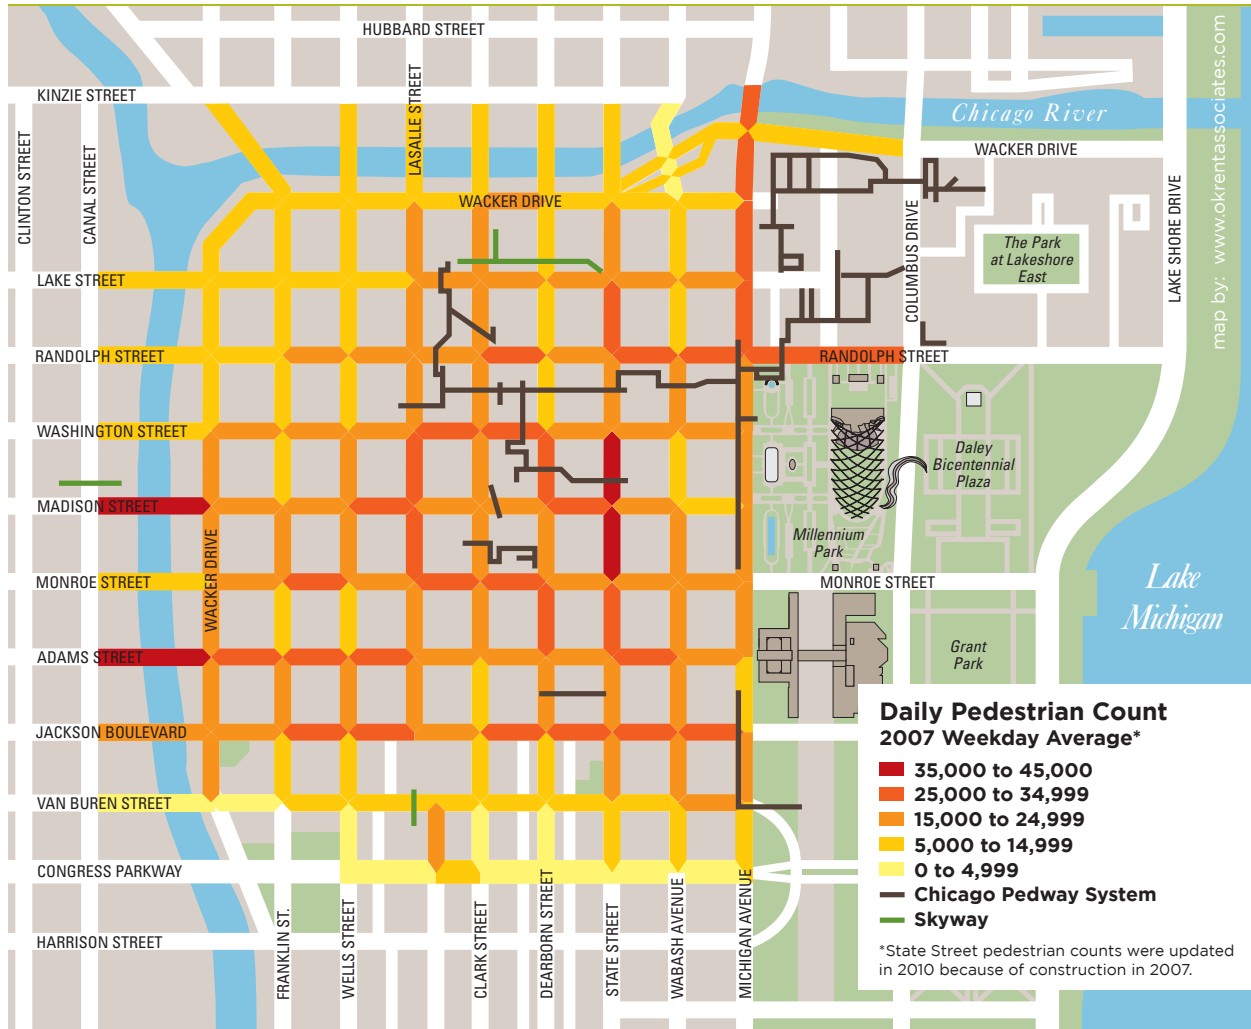 HUBBARD STREET
KINZIE STREET
CLINTON STREET
CANAL STREET
LASALLE STREET
Chicago River
WACKER DRIVE
WACKER DRIVE
COLUMBUS DRIVE
LAKE SHORE DRIVE
map by: www.okrentassociates.com
The Park
at Lakeshore
East
LAKE STREET
RANDOLPH STREET
RANDOLPH STREET
WASHINGTON STREET
Daley
Bicentennial
Plaza
MADISON STREET
Millennium
Park
WACKER DRIVE
MONROE STREET
MONROE STREET
Lake
Michigan
ADAMS STREET
Grant
Park
JACKSON BOULEVARD
VAN BUREN STREET
CONGRESS PARKWAY
HARRISON STREET
FRANKLIN ST.
WELLS STREET
CLARK STREET
DEARBORN STREET
STATE STREET
WABASH AVENUE
MICHIGAN AVENUE
Daily Pedestrian Count
2007 Weekday Average*
35,000 to 45,000
25,000 to 34,999
15,000 to 24,999
5,000 to 14,999
0 to 4,999
Chicago Pedway System
Skyway
*State Street pedestrian counts were updated
in 2010 because of construction in 2007.